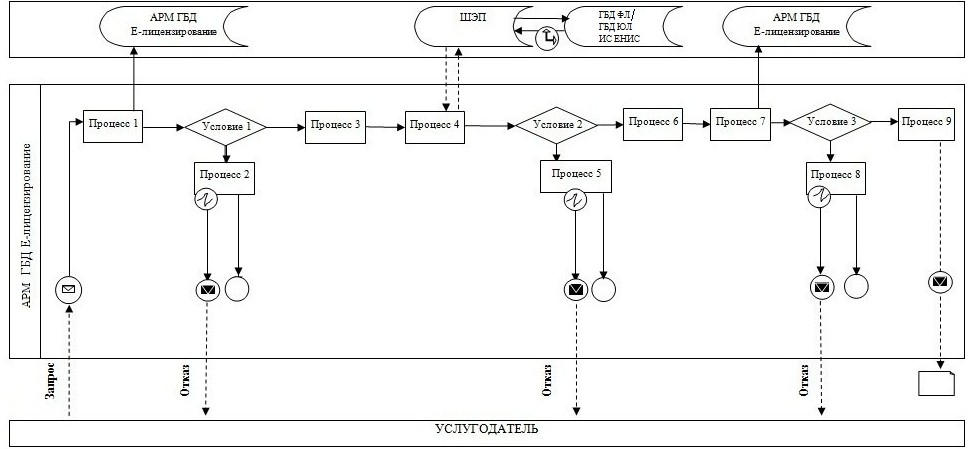 АРМ ГБД
Е-лицензирование
ШЭП
ГБД ФЛ/
ГБД ЮЛ
ИС ЕНИС
АРМ ГБД
Е-лицензирование
АРМ ГБД Е-лицензирование
Процесс 1
Условие 1
Процесс 3
Процесс 4
Условие 2
Процесс 6
Процесс 7
Условие 3
Процесс 9
Процесс 2
Процесс 5
Процесс 8
Запрос
Отказ
Отказ
Отказ
УСЛУГОДАТЕЛЬ